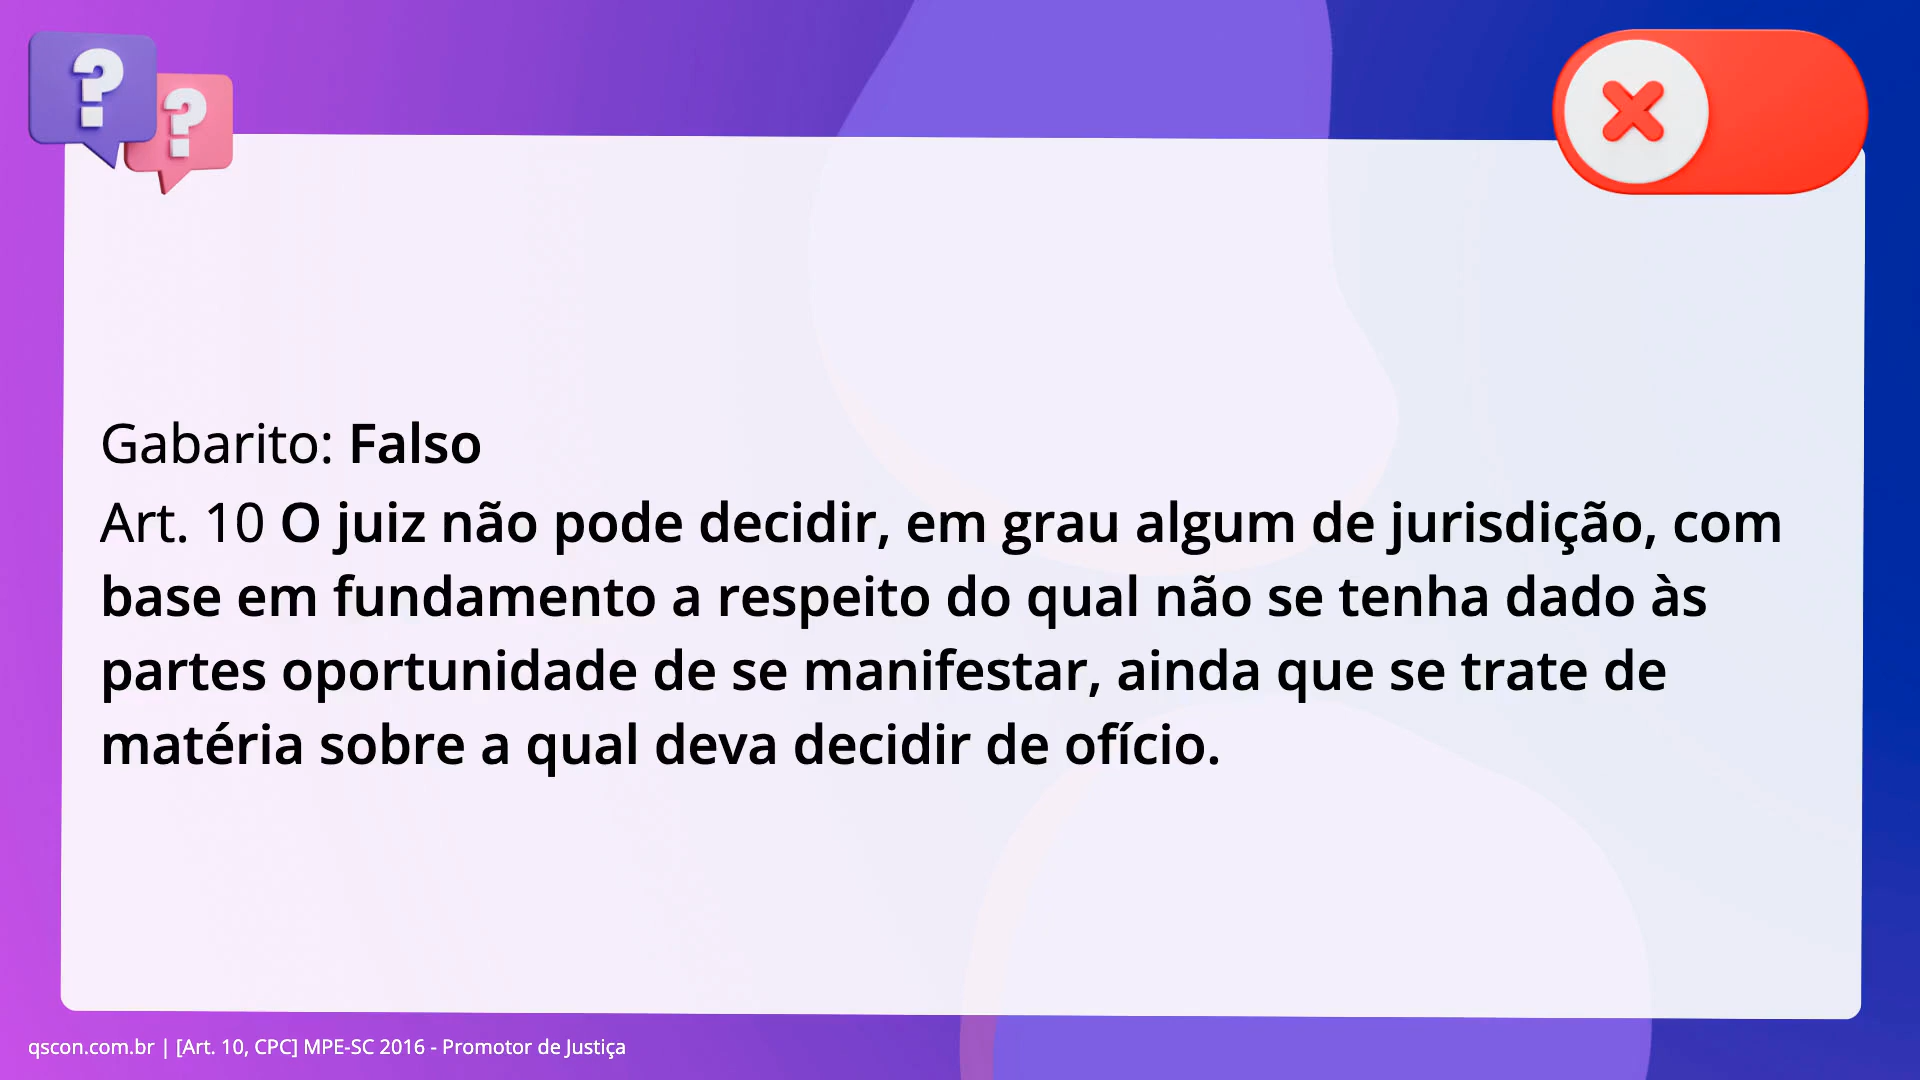 ?
?
Gabarito: Falso
Art. 10 O juiz não pode decidir, em grau algum de jurisdição, com
base em fundamento a respeito do qual não se tenha dado às
partes oportunidade de se manifestar, ainda que se trate de
matéria sobre a qual deva decidir de ofício.
qscon.com.br | [Art. 10, CPC] MPE-SC 2016 - Promotor de Justiça